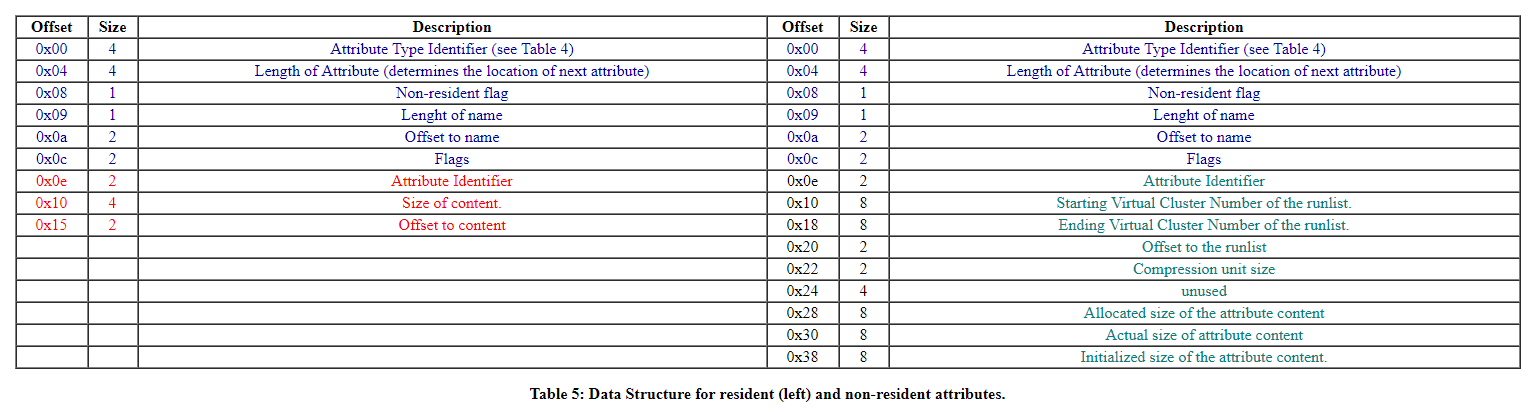 Offset Size Description Offset Size Description
0x00 4 Attribute Type Identifier (see Table 4) 0x00 4 Attribute Type Identifier (see Table 4)
0x04 4 Length of Attribute (determines the location of next attribute) 0x04 4 Length of Attribute (determines the location of next attribute)
0x08 1 Non-resident flag 0x08 1 Non-resident flag
0x09 1 Lenght of name 0x09 1 Lenght of name
0x0a 2 Offset to name 0x0a 2 Offset to name
0x0c 2 Flags 0x0c 2 Flags
0x0e 2 Attribute Identifier 0x0e 2 Attribute Identifier
0x10 4 Size of content. 0x10 8 Starting Virtual Cluster Number of the runlist.
0x15 2 Offset to content 0x18 8 Ending Virtual Cluster Number of the runlist.
0x20 2 Offset to the runlist
0x22 2 Compression unit size
0x24 4 unused
0x28 8 Allocated size of the attribute content
0x30 8 Actual size of attribute content
0x38 8 Initialized size of the attribute content.
Table 5: Data Structure for resident (left) and non-resident attributes.